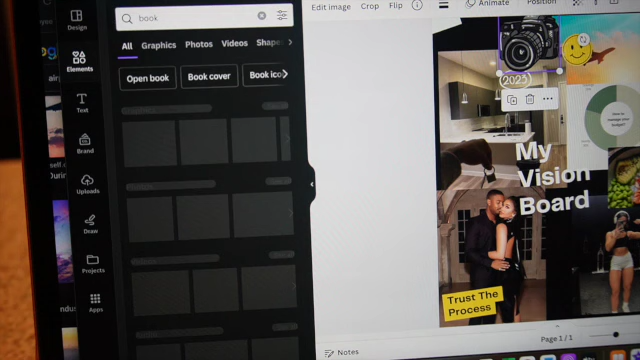 Edit image Crop Flip Animate Position
book
Design
All Graphics Photos Videos Shape
Elements
Open book Book cover Book ico
Text
Brand
Uploads
Draw
Projects
Apps
2023
My
Vision
Board
Trust The
Process
Notes
Page 1 / 1